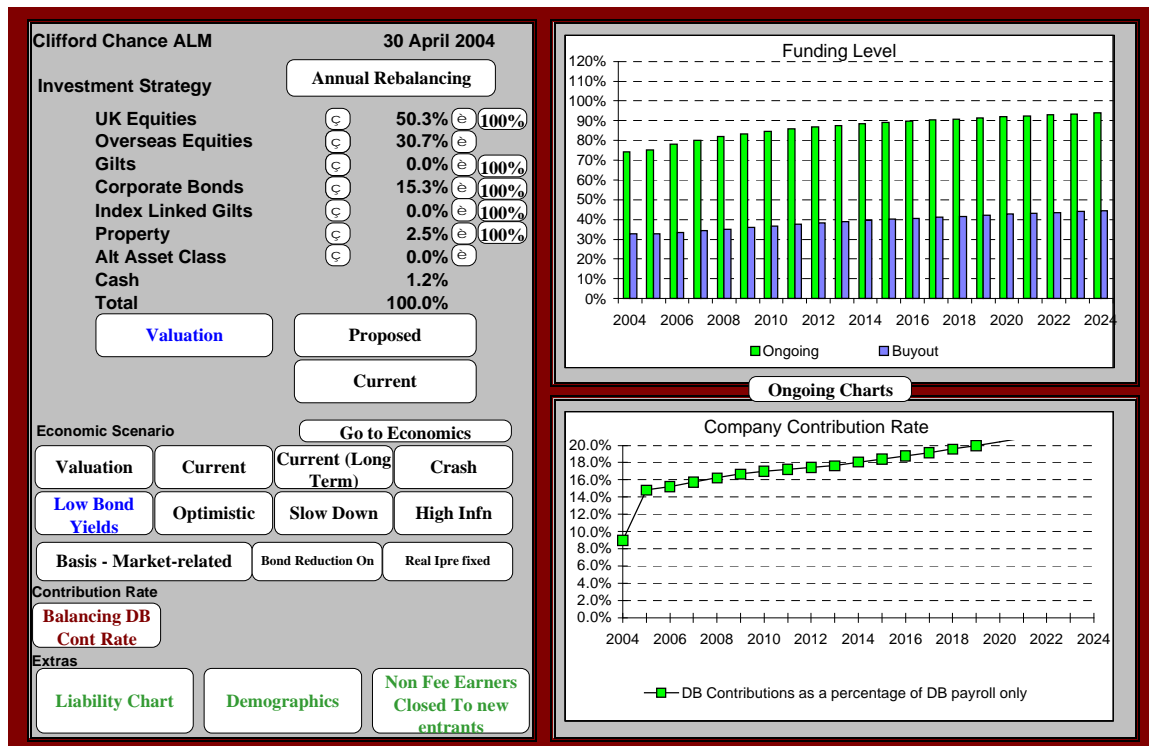 Clifford Chance ALM 30 April 2004
Investment Strategy Annual Rebalancing
UK Equities ç 50.3% è 100%
Overseas Equities ç 30.7% è
Gilts ç 0.0% è 100%
Corporate Bonds ç 15.3% è 100%
Index Linked Gilts ç 0.0% è 100%
Property ç 2.5% è 100%
Alt Asset Class ç 0.0% è
Cash 1.2%
Total 100.0%
Valuation Proposed
Current
Economic Scenario Go to Economics
Valuation Current Current (Long Term) Crash
Low Bond Yields Optimistic Slow Down High Infn
Basis - Market-related Bond Reduction On Real Ipre fixed
Contribution Rate
Balancing DB
Cont Rate
Extras
Liability Chart Demographics Non Fee Earners Closed To new entrants
Funding Level
120%
110%
100%
90%
80%
70%
60%
50%
40%
30%
20%
10%
0%
2004 2006 2008 2010 2012 2014 2016 2018 2020 2022 2024
Ongoing Buyout
Ongoing Charts
Company Contribution Rate
20.0%
18.0%
16.0%
14.0%
12.0%
10.0%
8.0%
6.0%
4.0%
2.0%
0.0%
2004 2006 2008 2010 2012 2014 2016 2018 2020 2022 2024
DB Contributions as a percentage of DB payroll only